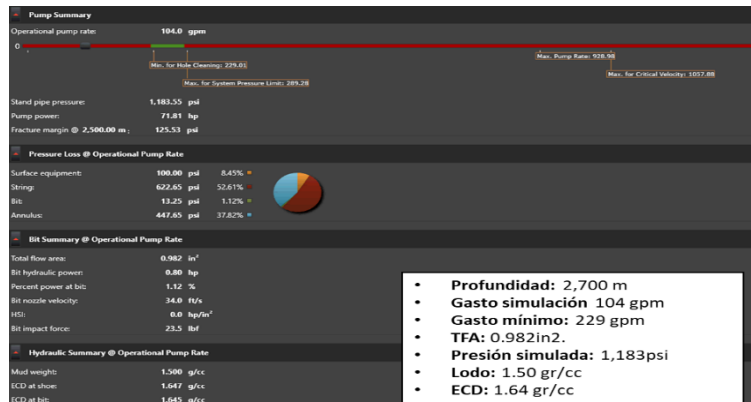 Pump Summary
Operational pump rate: 104.0 gpm
0
Max. Pump Rate: 928.98
Min. for Hole Cleaning: 229.01
Max. for Critical Velocity: 1057.88
Max. for System Pressure Limit: 289.28
Stand pipe pressure: 1,183.55 psi
Pump power: 71.81 hp
Fracture margin @ 2,500.00 m : 125.53 psi
Pressure Loss @ Operational Pump Rate
Surface equipment: 100.00 psi 8.45%
String: 622.65 psi 52.61%
Bit: 13.25 psi 1.12%
Annulus: 447.65 psi 37.82%
Bit Summary @ Operational Pump Rate
Total flow area: 0.982 in²
Bit hydraulic power: 0.80 hp
Percent power at bit: 1.12 %
Bit nozzle velocity: 34.0 ft/s
HSI: 0.0 hp/in²
Bit impact force: 23.5 lbf
Hydraulic Summary @ Operational Pump Rate
Mud weight: 1.500 g/cc
ECD at shoe: 1.647 g/cc
ECD at bit: 1.645 g/cc
• Profundidad: 2,700 m
• Gasto simulación 104 gpm
• Gasto mínimo: 229 gpm
• TFA: 0.982in2.
• Presión simulada: 1,183psi
• Lodo: 1.50 gr/cc
• ECD: 1.64 gr/cc